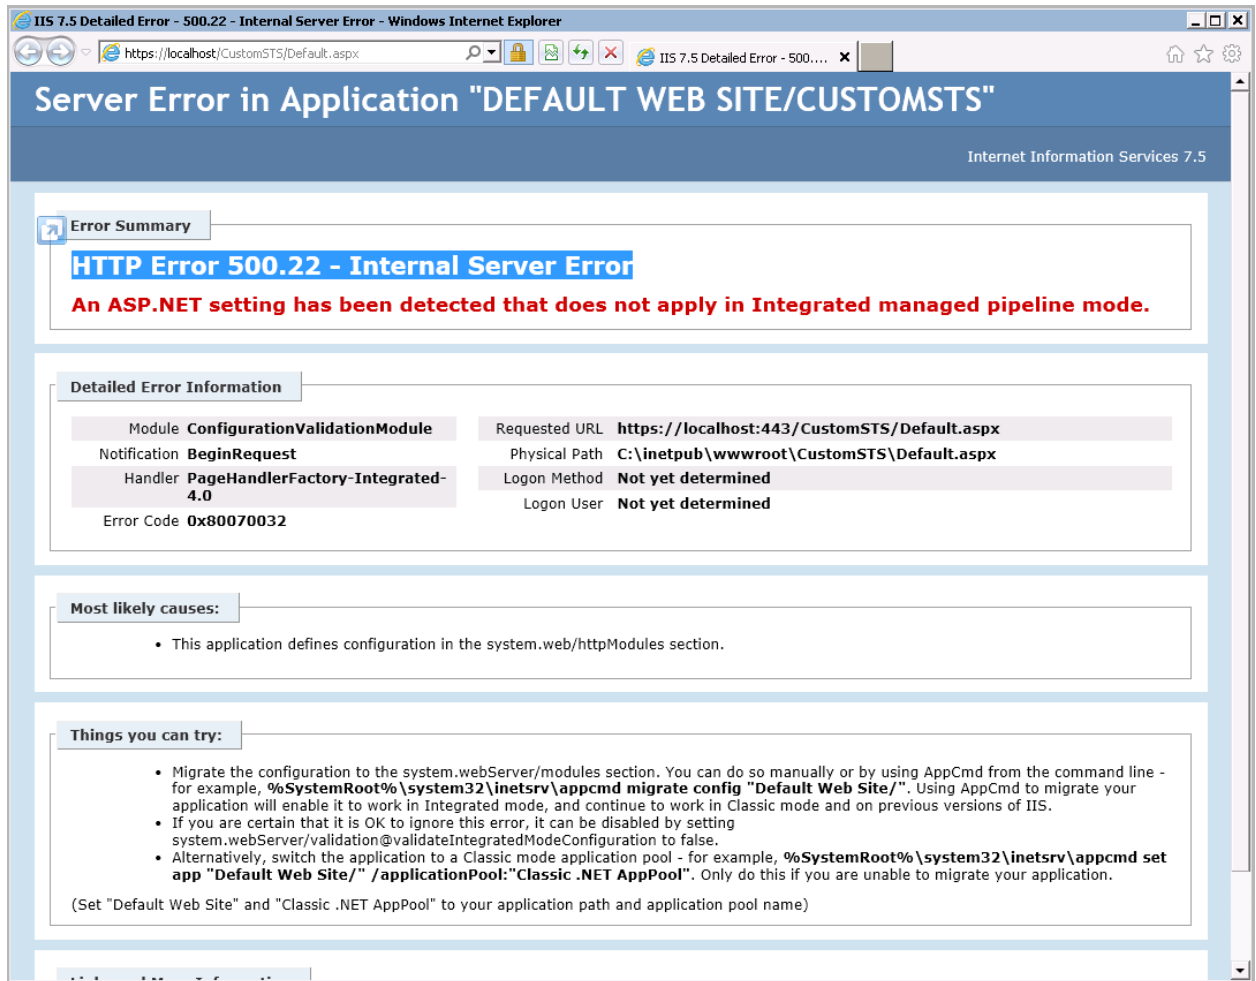 IIS 7.5 Detailed Error - 500.22 - Internal Server Error - Windows Internet Explorer
https://localhost/CustomSTS/Default.aspx
IIS 7.5 Detailed Error - 500....
Server Error in Application "DEFAULT WEB SITE/CUSTOMSTS"
Internet Information Services 7.5
Error Summary
HTTP Error 500.22 - Internal Server Error
An ASP.NET setting has been detected that does not apply in Integrated managed pipeline mode.
Detailed Error Information
Module ConfigurationValidationModule
Notification BeginRequest
Handler PageHandlerFactory-Integrated-
4.0
Error Code 0x80070032
Requested URL https://localhost:443/CustomSTS/Default.aspx
Physical Path C:\inetpub\wwwroot\CustomSTS\Default.aspx
Logon Method Not yet determined
Logon User Not yet determined
Most likely causes:
• This application defines configuration in the system.web/httpModules section.
Things you can try:
• Migrate the configuration to the system.webServer/modules section. You can do so manually or by using AppCmd from the command line -
for example, %SystemRoot%\system32\inetsrv\appcmd migrate config "Default Web Site/". Using AppCmd to migrate your
application will enable it to work in Integrated mode, and continue to work in Classic mode and on previous versions of IIS.
• If you are certain that it is OK to ignore this error, it can be disabled by setting
system.webServer/validation@validateIntegratedModeConfiguration to false.
• Alternatively, switch the application to a Classic mode application pool - for example, %SystemRoot%\system32\inetsrv\appcmd set
app "Default Web Site/" /applicationPool:"Classic .NET AppPool". Only do this if you are unable to migrate your application.
(Set "Default Web Site" and "Classic .NET AppPool" to your application path and application pool name)